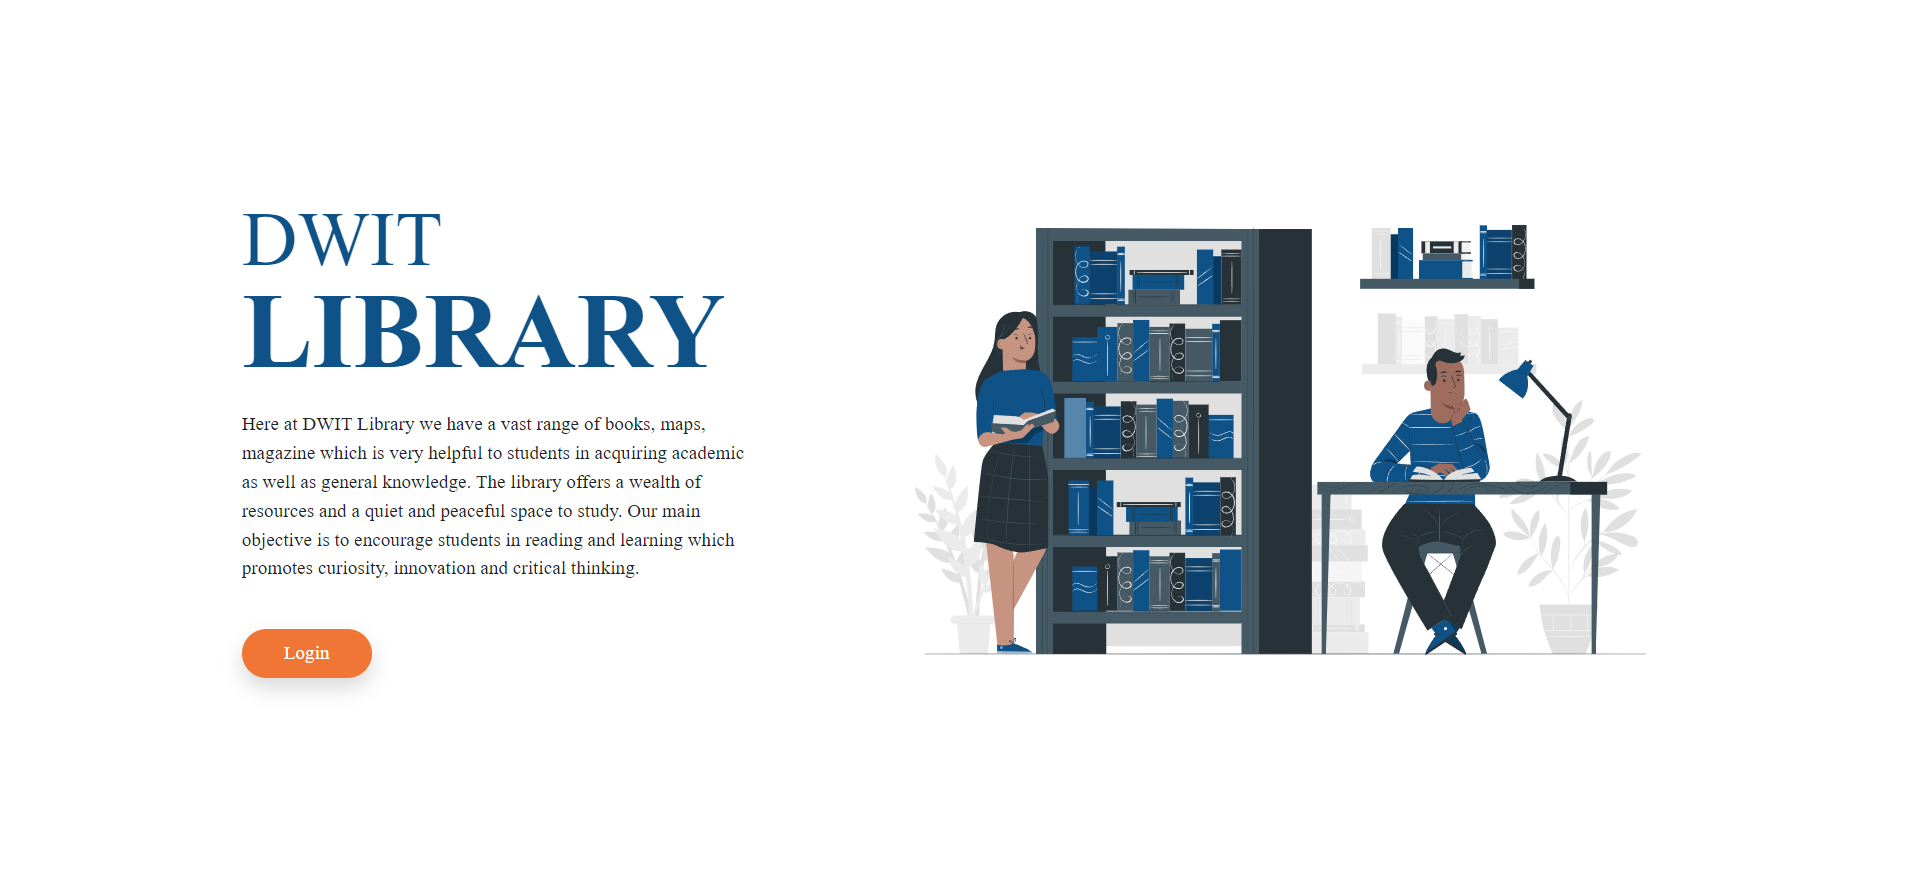 DWIT
LIBRARY
Here at DWIT Library we have a vast range of books, maps,
magazine which is very helpful to students in acquiring academic
as well as general knowledge. The library offers a wealth of
resources and a quiet and peaceful space to study. Our main
objective is to encourage students in reading and learning which
promotes curiosity, innovation and critical thinking.
Login